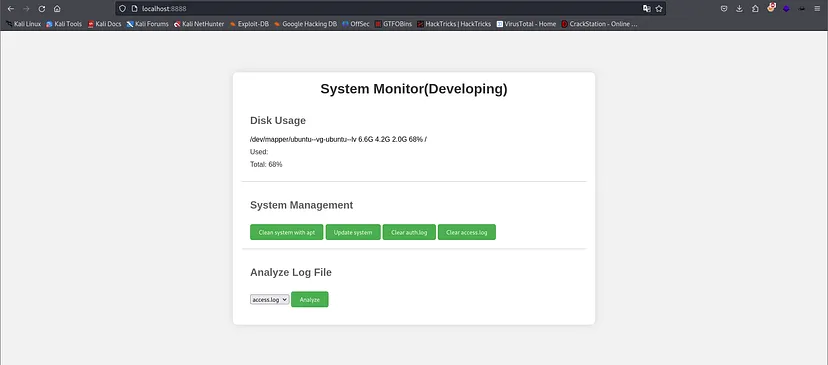 localhost:8888
Kali Linux Kali Tools Kali Docs Kali Forums Kali NetHunter Exploit-DB Google Hacking DB OffSec GTFOBins HackTricks | HackTricks VirusTotal - Home CrackStation - Online ...
System Monitor(Developing)
Disk Usage
/dev/mapper/ubuntu--vg-ubuntu--lv 6.6G 4.2G 2.0G 68% /
Used:
Total: 68%
System Management
Clean system with apt Update system Clear auth.log Clear access.log
Analyze Log File
access.log Analyze